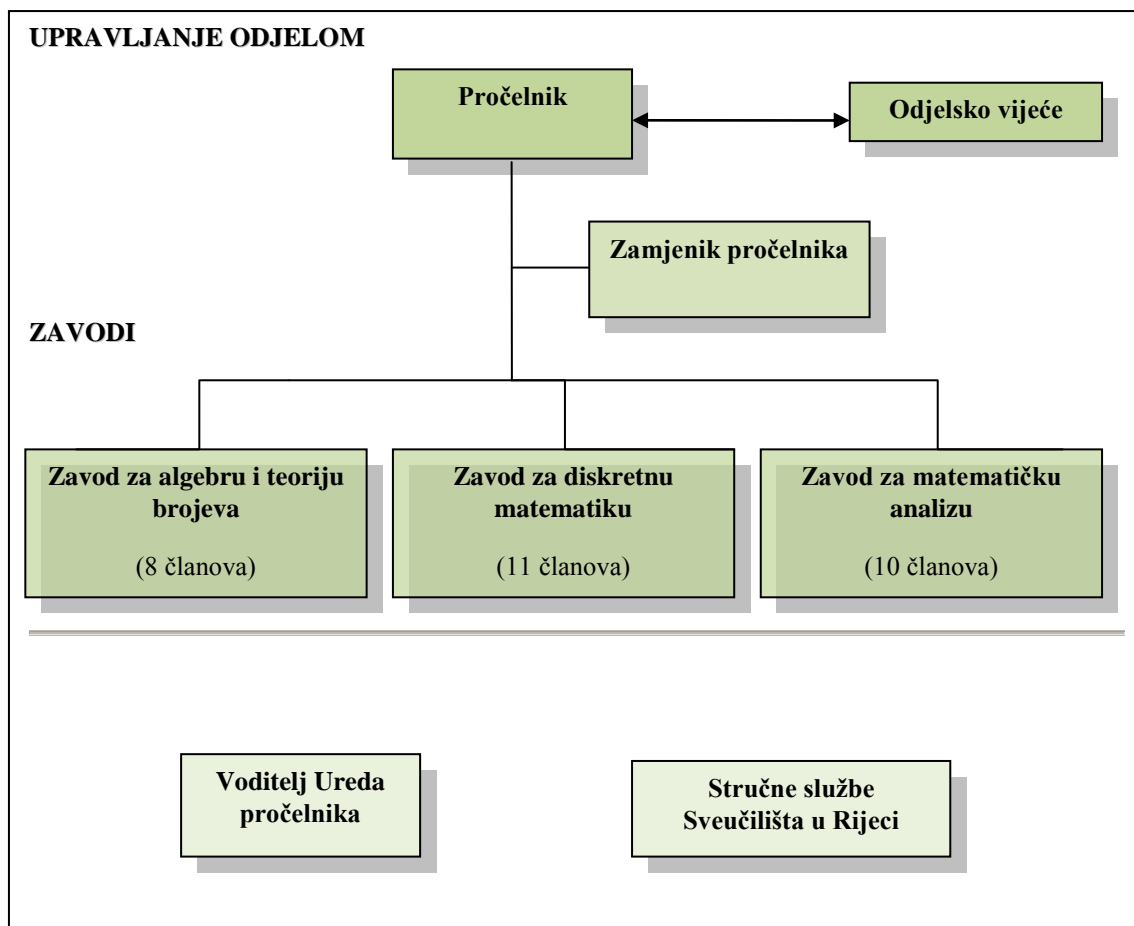 UPRAVLJANJE ODJELOM
Pročelnik
Odjelsko vijeće
Zamjenik pročelnika
ZAVODI
Zavod za algebru i teoriju
brojeva
(8 članova)
Zavod za diskretnu
matematiku
(11 članova)
Zavod za matematičku
analizu
(10 članova)
Voditelj Ureda
pročelnika
Stručne službe
Sveučilišta u Rijeci